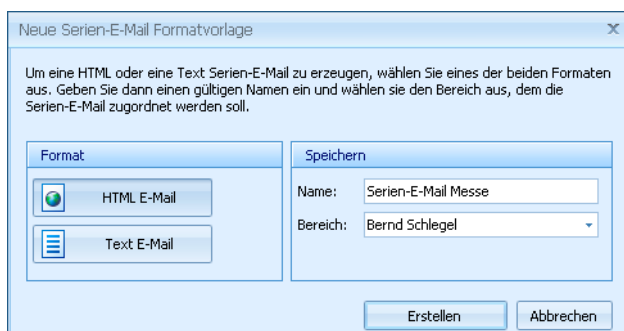 Neue Serien-E-Mail Formatvorlage
Um eine HTML oder eine Text Serien-E-Mail zu erzeugen, wählen Sie eines der beiden Formaten
aus. Geben Sie dann einen gültigen Namen ein und wählen sie den Bereich aus, dem die
Serien-E-Mail zugordnet werden soll.
Format
HTML E-Mail
Text E-Mail
Speichern
Name: Serien-E-Mail Messe
Bereich: Bernd Schlegel
Erstellen Abbrechen